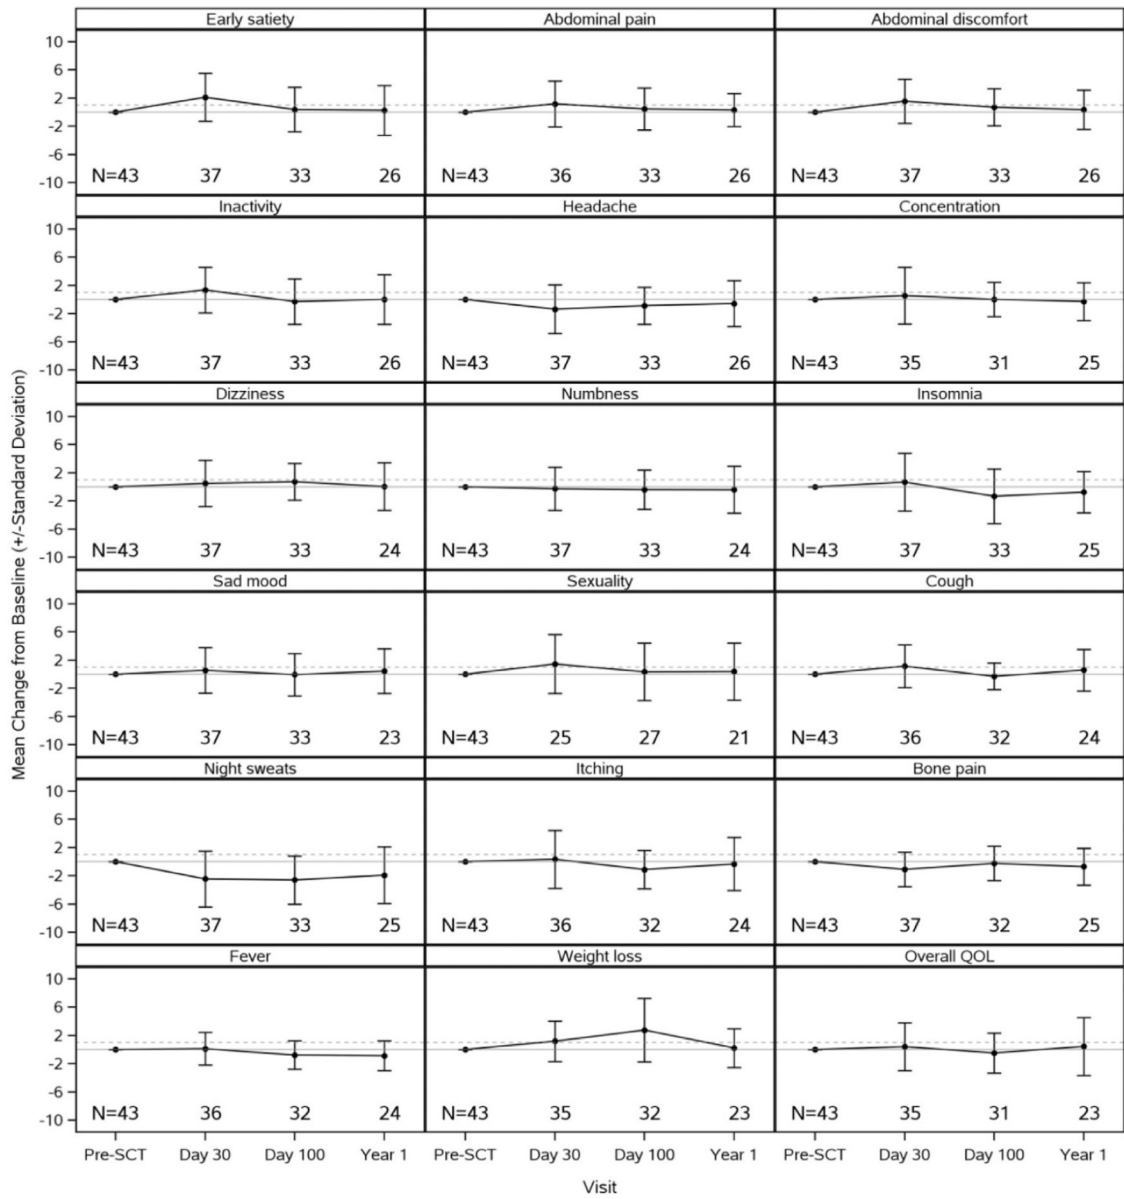 Early satiety Abdominal pain Abdominal discomfort
10
6
2
-2
-6
-10 N=43 37 33 26 N=43 36 33 26 N=43 37 33 26
Inactivity Headache Concentration
10
6
2
-2
-6
-10 N=43 37 33 26 N=43 37 33 26 N=43 35 31 25
Dizziness Numbness Insomnia
10
6
2
-2
-6
-10 N=43 37 33 24 N=43 37 33 24 N=43 37 33 25
Mean Change from Baseline (+/-Standard Deviation)
Sad mood Sexuality Cough
10
6
2
-2
-6
-10 N=43 37 33 23 N=43 25 27 21 N=43 36 32 24
Night sweats Itching Bone pain
10
6
2
-2
-6
-10 N=43 37 33 25 N=43 36 32 24 N=43 37 32 25
Fever Weight loss Overall QOL
10
6
2
-2
-6
-10 N=43 36 32 24 N=43 35 32 23 N=43 35 31 23
Pre-SCT Day 30 Day 100 Year 1 Pre-SCT Day 30 Day 100 Year 1 Pre-SCT Day 30 Day 100 Year 1
Visit